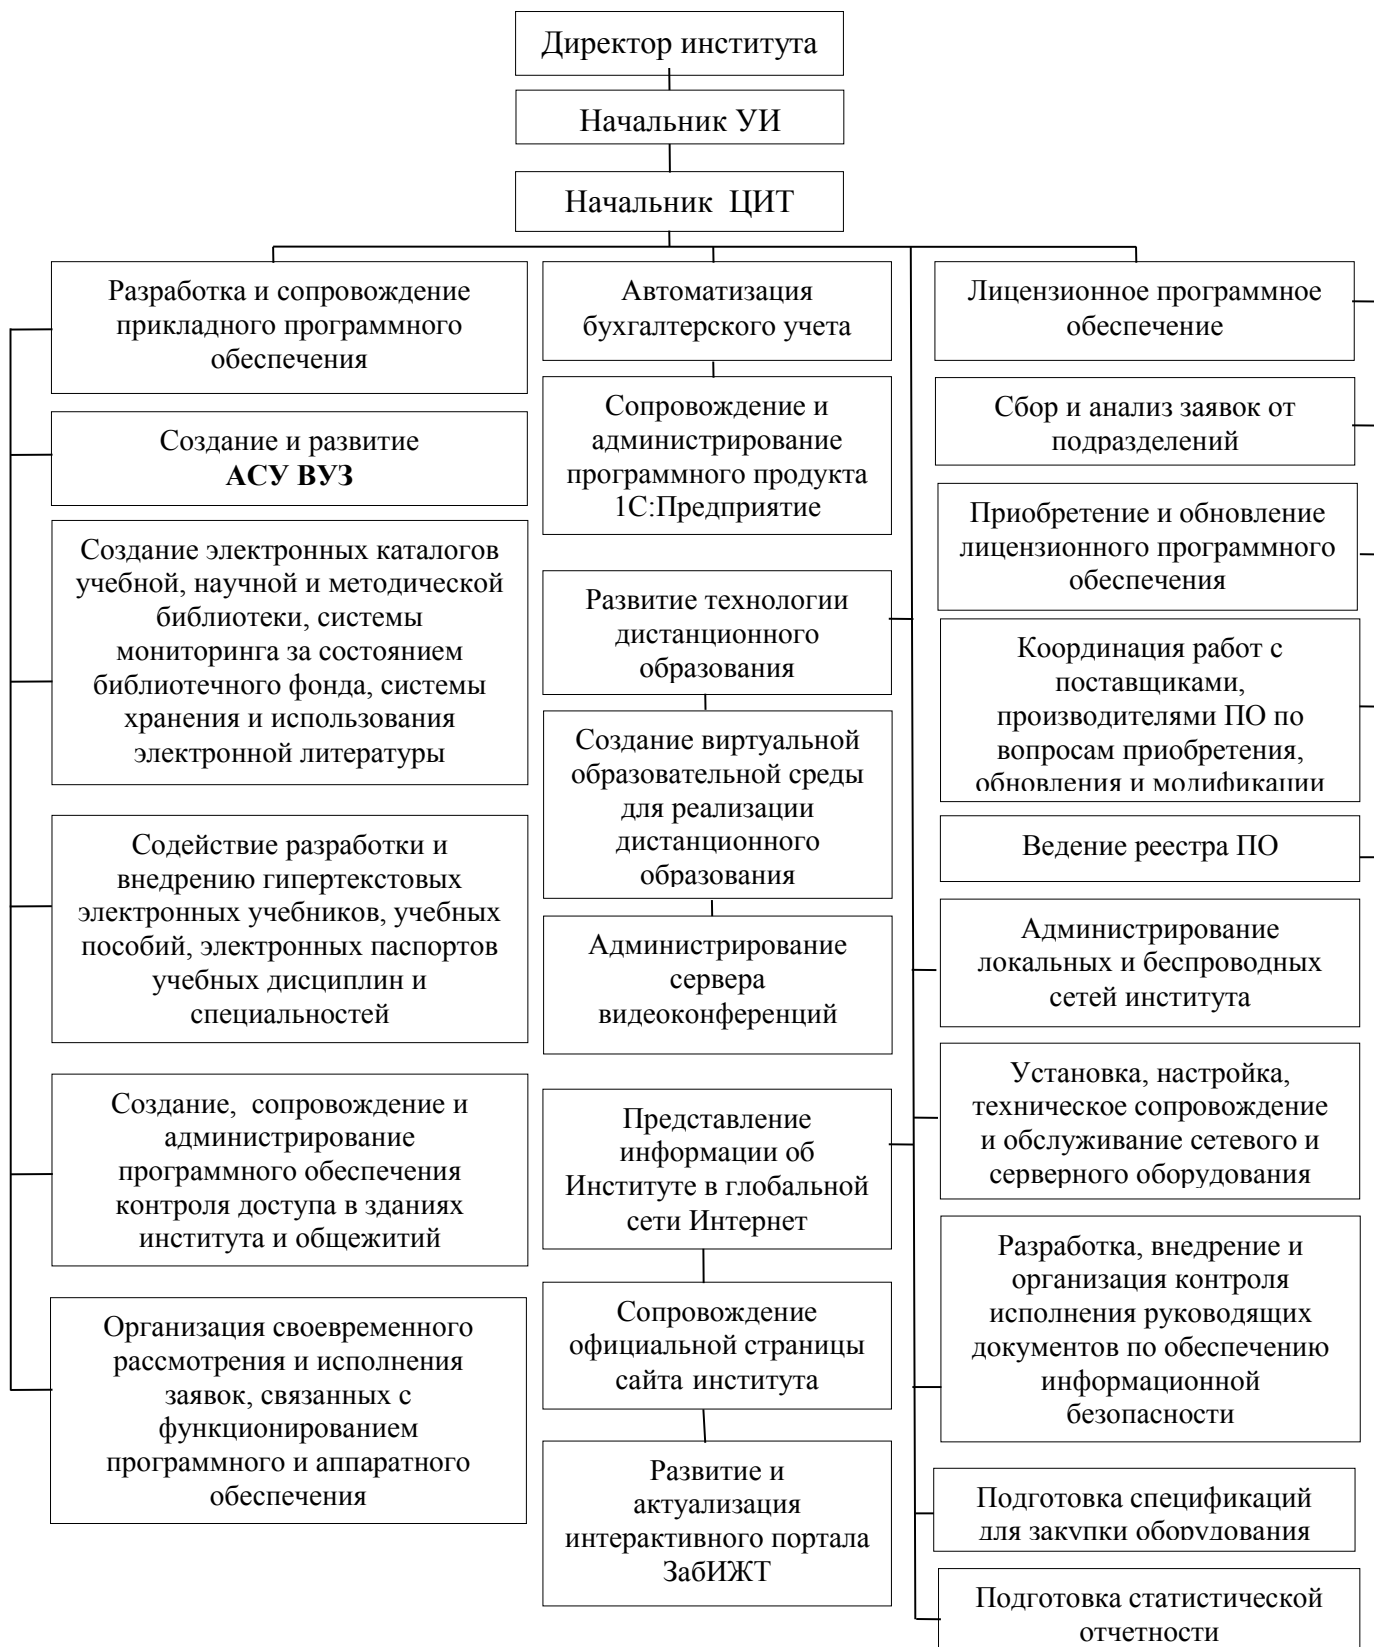 Директор института
Начальник УИ
Начальник ЦИТ
Разработка и сопровождение
прикладного программного
обеспечения
Создание и развитие
АСУ ВУЗ
Создание электронных каталогов
учебной, научной и методической
библиотеки, системы
мониторинга за состоянием
библиотечного фонда, системы
хранения и использования
электронной литературы
Содействие разработки и
внедрению гипертекстовых
электронных учебников, учебных
пособий, электронных паспортов
учебных дисциплин и
специальностей
Создание, сопровождение и
администрирование
программного обеспечения
контроля доступа в зданиях
института и общежитий
Организация своевременного
рассмотрения и исполнения
заявок, связанных с
функционированием
программного и аппаратного
обеспечения
Автоматизация
бухгалтерского учета
Сопровождение и
администрирование
программного продукта
1С:Предприятие
Развитие технологии
дистанционного
образования
Создание виртуальной
образовательной среды
для реализации
дистанционного
образования
Администрирование
сервера
видеоконференций
Представление
информации об
Институте в глобальной
сети Интернет
Сопровождение
официальной страницы
сайта института
Развитие и
актуализация
интерактивного портала
ЗабИЖТ
Лицензионное программное
обеспечение
Сбор и анализ заявок от
подразделений
Приобретение и обновление
лицензионного программного
обеспечения
Координация работ с
поставщиками,
производителями ПО по
вопросам приобретения,
обновления и модификации
Ведение реестра ПО
Администрирование
локальных и беспроводных
сетей института
Установка, настройка,
техническое сопровождение
и обслуживание сетевого и
серверного оборудования
Разработка, внедрение и
организация контроля
исполнения руководящих
документов по обеспечению
информационной
безопасности
Подготовка спецификаций
для закупки оборудования
Подготовка статистической
отчетности